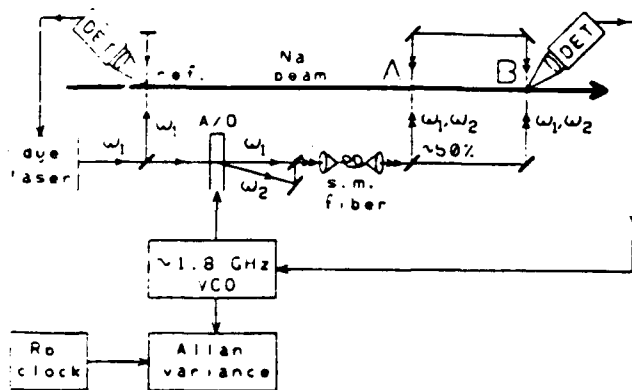 DET
ref.
Na
beam
A
B
DET
ω₁
A/O
ω₁,ω₂
ω₁,ω₂
dye
laser
ω₁
ω₁
ω₂
~50%
s.m.
fiber
~1.8 GHz
VCO
Rb
clock
Allan
variance